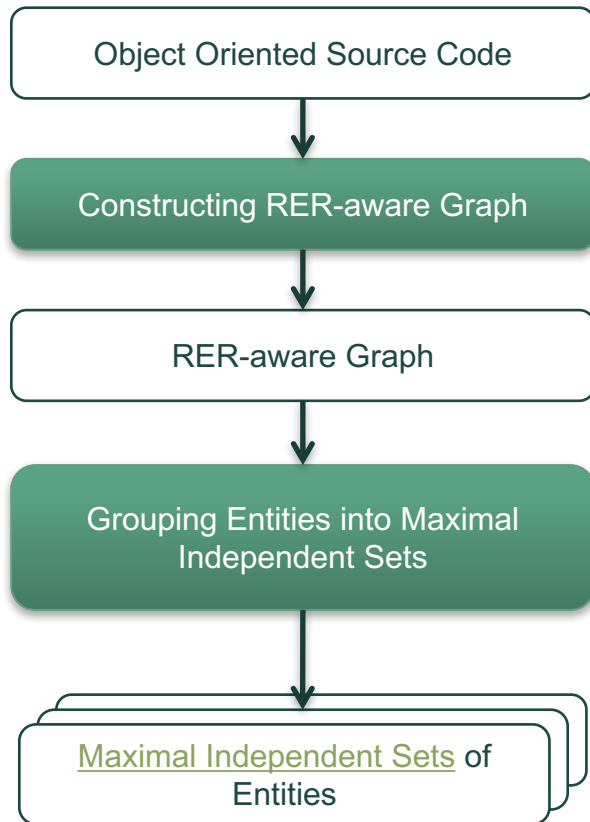 Object Oriented Source Code
Constructing RER-aware Graph
RER-aware Graph
Grouping Entities into Maximal
Independent Sets
Maximal Independent Sets of
Entities